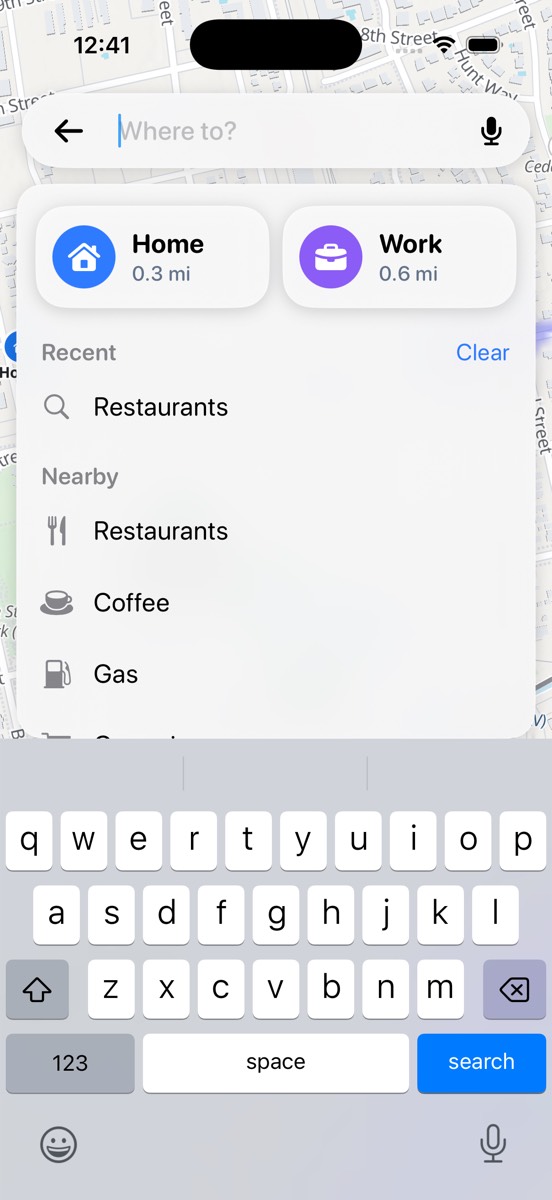 12:41
8th Street
Hunt Way
Where to?
Home
0.3 mi
Work
0.6 mi
Recent
Clear
Restaurants
Nearby
Restaurants
Coffee
Gas
q w e r t y u i o p
a s d f g h j k l
z x c v b n m
123
space
search